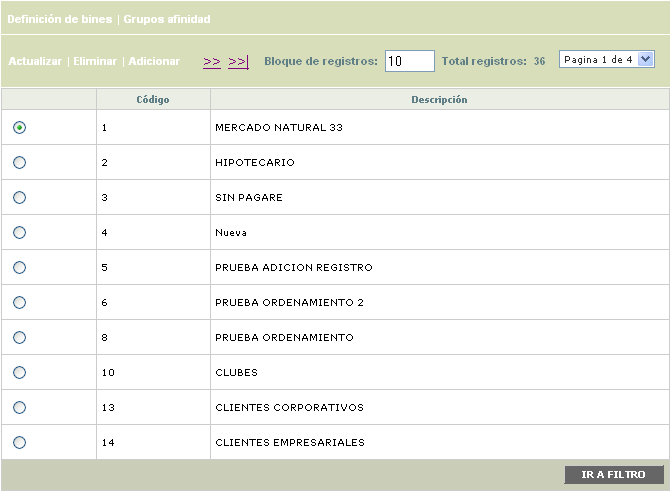 Definición de bines | Grupos afinidad
Actualizar | Eliminar | Adicionar >> >>| Bloque de registros: 10 Total registros: 36 Pagina 1 de 4
Código Descripción
1 MERCADO NATURAL 33
2 HIPOTECARIO
3 SIN PAGARE
4 Nueva
5 PRUEBA ADICION REGISTRO
6 PRUEBA ORDENAMIENTO 2
8 PRUEBA ORDENAMIENTO
10 CLUBES
13 CLIENTES CORPORATIVOS
14 CLIENTES EMPRESARIALES
IR A FILTRO